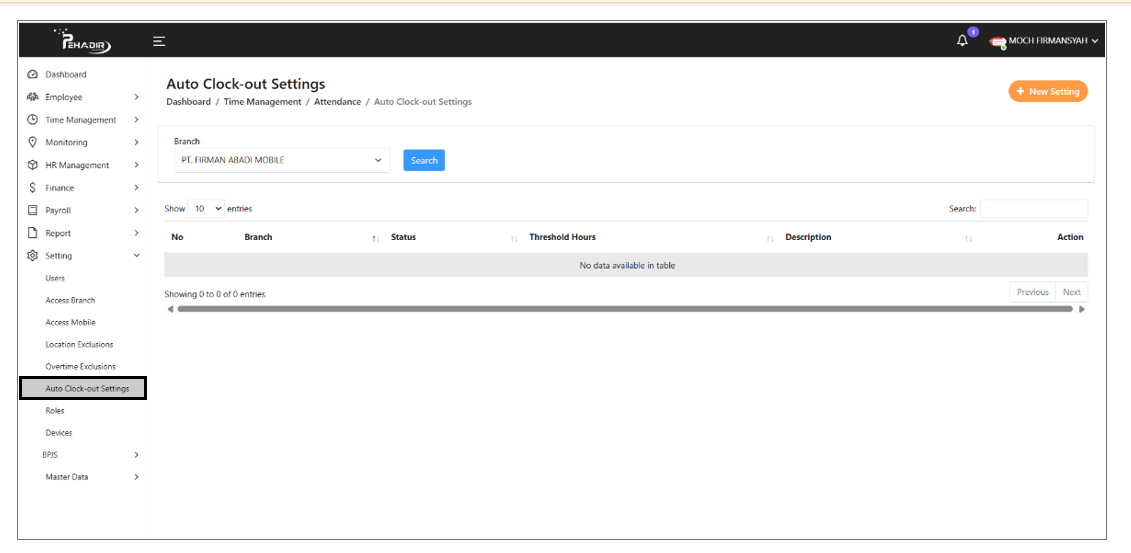 PEHADIR
1
MOCH FIRMANSYAH
Dashboard
Employee
Time Management
Monitoring
HR Management
Finance
Payroll
Report
Setting
Users
Access Branch
Access Mobile
Location Exclusions
Overtime Exclusions
Auto Clock-out Settings
Roles
Devices
BPJS
Master Data
Auto Clock-out Settings
Dashboard / Time Management / Attendance / Auto Clock-out Settings
+ New Setting
Branch
PT. FIRMAN ABADI MOBILE
Search
Show 10 entries
Search:
No Branch Status Threshold Hours Description Action
No data available in table
Showing 0 to 0 of 0 entries
Previous Next